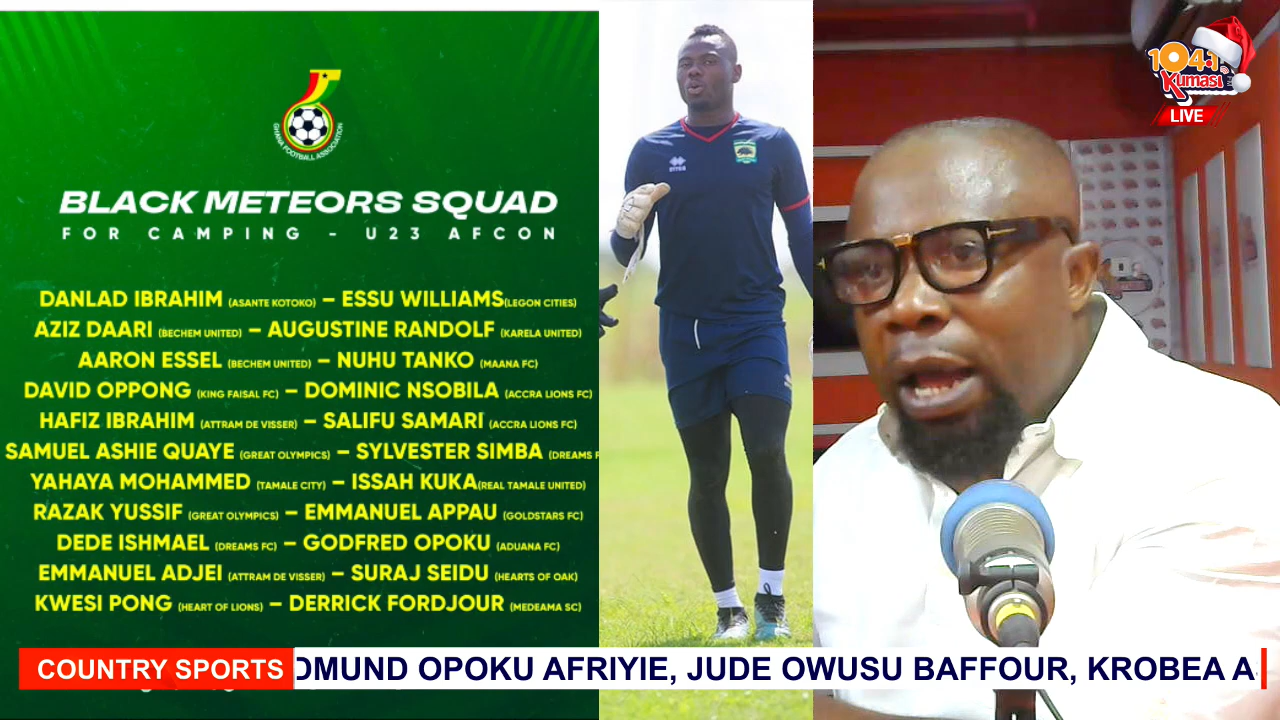 GHANA FOOTBALL ASSOCIATION
BLACK METEORS SQUAD
FOR CAMPING - U23 AFCON
DANLAD IBRAHIM (ASANTE KOTOKO) – ESSU WILLIAMS(LEGON CITIES)
AZIZ DAARI (BECHEM UNITED) – AUGUSTINE RANDOLF (KARELA UNITED)
AARON ESSEL (BECHEM UNITED) – NUHU TANKO (MAANA FC)
DAVID OPPONG (KING FAISAL FC) – DOMINIC NSOBILA (ACCRA LIONS FC)
HAFIZ IBRAHIM (ATTRAM DE VISSER) – SALIFU SAMARI (ACCRA LIONS FC)
SAMUEL ASHIE QUAYE (GREAT OLYMPICS) – SYLVESTER SIMBA (DREAMS F
YAHAYA MOHAMMED (TAMALE CITY) – ISSAH KUKA(REAL TAMALE UNITED)
RAZAK YUSSIF (GREAT OLYMPICS) – EMMANUEL APPAU (GOLDSTARS FC)
DEDE ISHMAEL (DREAMS FC) – GODFRED OPOKU (ADUANA FC)
EMMANUEL ADJEI (ATTRAM DE VISSER) – SURAJ SEIDU (HEARTS OF OAK)
KWESI PONG (HEART OF LIONS) – DERRICK FORDJOUR (MEDEAMA SC)
104.1
Kumasi
LIVE
COUNTRY SPORTS
DMUND OPOKU AFRIYIE, JUDE OWUSU BAFFOUR, KROBEA A